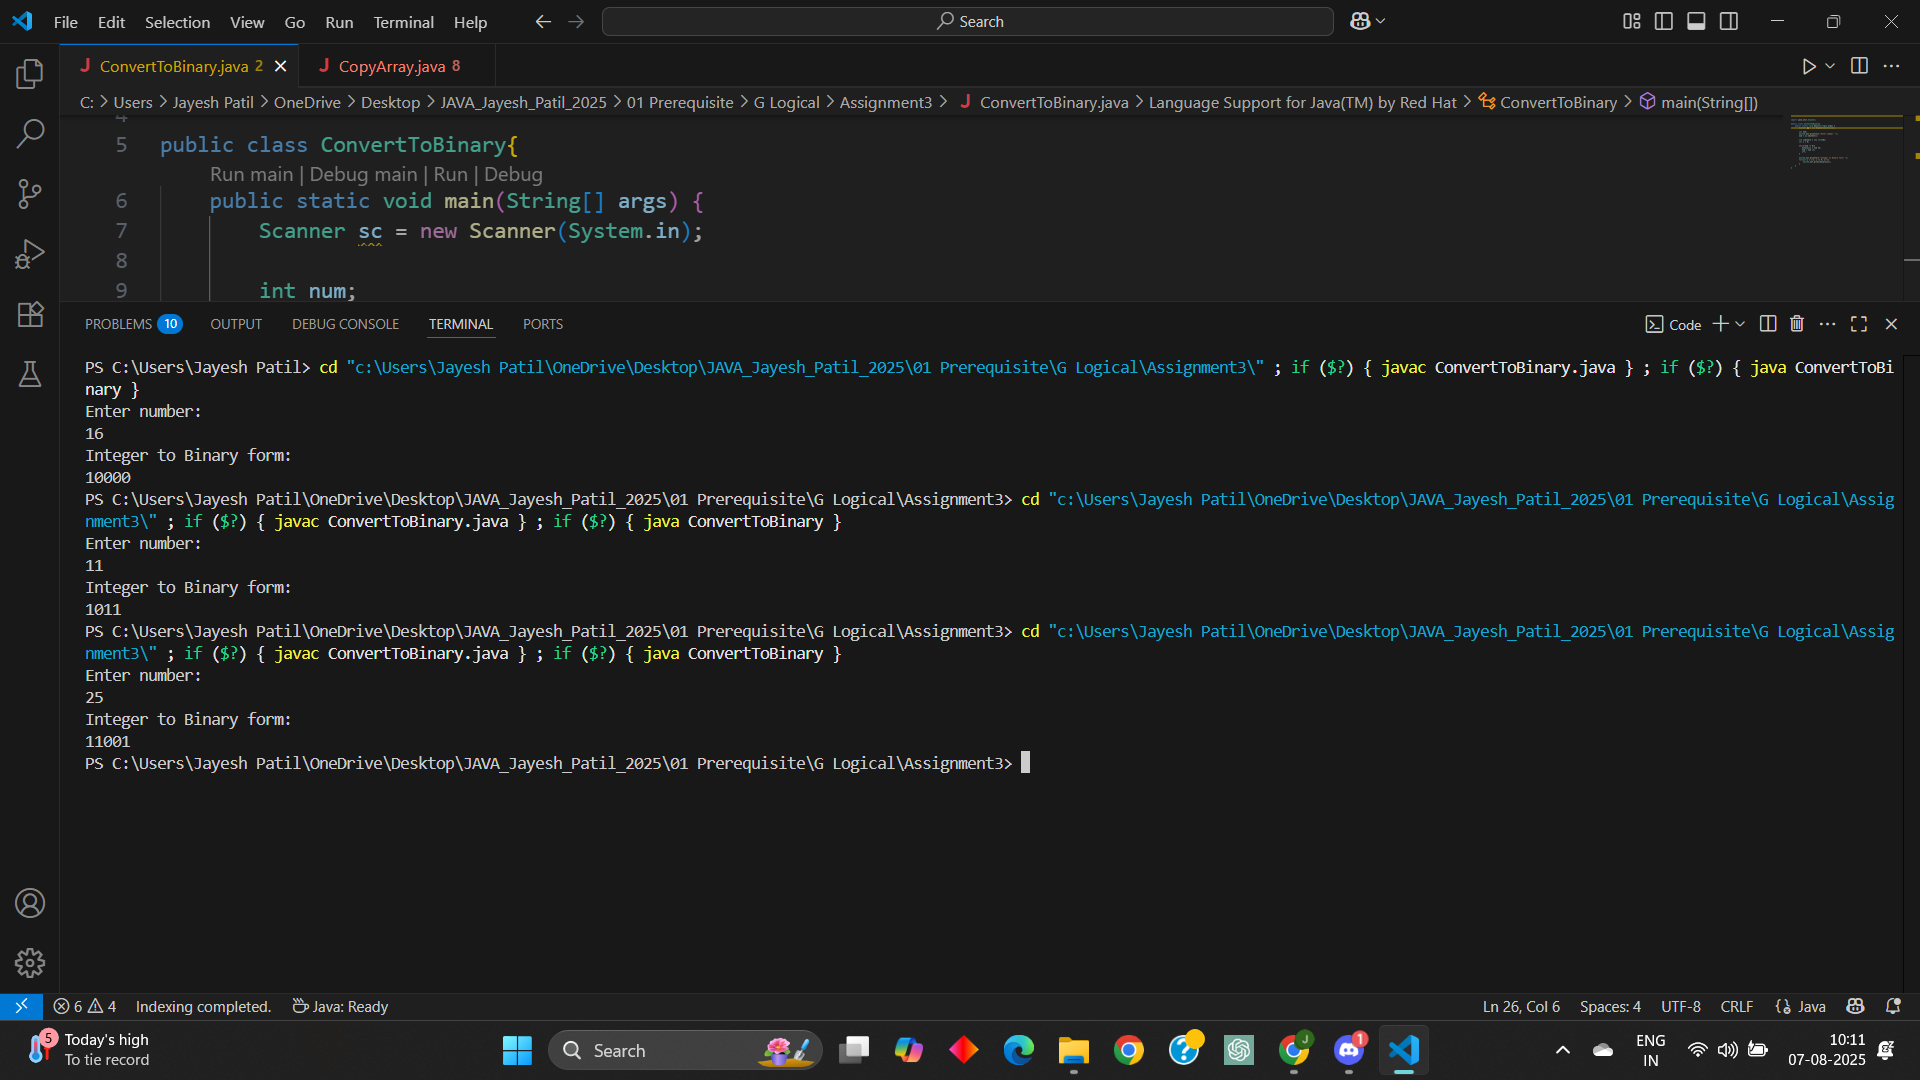 File Edit Selection View Go Run Terminal Help
Search
ConvertToBinary.java 2
CopyArray.java 8
C: > Users > Jayesh Patil > OneDrive > Desktop > JAVA_Jayesh_Patil_2025 > 01 Prerequisite > G Logical > Assignment3 > J ConvertToBinary.java > Language Support for Java(TM) by Red Hat > ConvertToBinary > main(String[])
4
5 public class ConvertToBinary{
Run main | Debug main | Run | Debug
6 public static void main(String[] args) {
7 Scanner sc = new Scanner(System.in);
8
9 int num;
PROBLEMS 10 OUTPUT DEBUG CONSOLE TERMINAL PORTS
Code
PS C:\Users\Jayesh Patil> cd "c:\Users\Jayesh Patil\OneDrive\Desktop\JAVA_Jayesh_Patil_2025\01 Prerequisite\G Logical\Assignment3\" ; if ($?) { javac ConvertToBinary.java } ; if ($?) { java ConvertToBi
nary }
Enter number:
16
Integer to Binary form:
10000
PS C:\Users\Jayesh Patil\OneDrive\Desktop\JAVA_Jayesh_Patil_2025\01 Prerequisite\G Logical\Assignment3> cd "c:\Users\Jayesh Patil\OneDrive\Desktop\JAVA_Jayesh_Patil_2025\01 Prerequisite\G Logical\Assig
nment3\" ; if ($?) { javac ConvertToBinary.java } ; if ($?) { java ConvertToBinary }
Enter number:
11
Integer to Binary form:
1011
PS C:\Users\Jayesh Patil\OneDrive\Desktop\JAVA_Jayesh_Patil_2025\01 Prerequisite\G Logical\Assignment3> cd "c:\Users\Jayesh Patil\OneDrive\Desktop\JAVA_Jayesh_Patil_2025\01 Prerequisite\G Logical\Assig
nment3\" ; if ($?) { javac ConvertToBinary.java } ; if ($?) { java ConvertToBinary }
Enter number:
25
Integer to Binary form:
11001
PS C:\Users\Jayesh Patil\OneDrive\Desktop\JAVA_Jayesh_Patil_2025\01 Prerequisite\G Logical\Assignment3>
6 4 Indexing completed. Java: Ready
Ln 26, Col 6 Spaces: 4 UTF-8 CRLF {} Java
5
Today's high
To tie record
Search
J
1
ENG
IN
10:11
07-08-2025